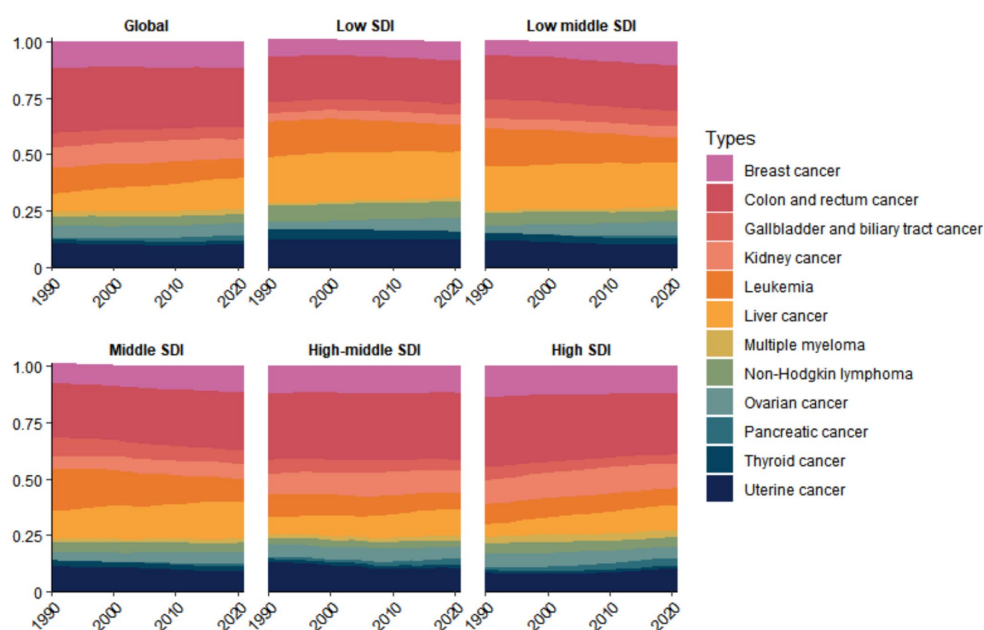 Global Low SDI Low middle SDI
1.00
0.75
0.50
0.25
0
1990 2000 2010 2020 1990 2000 2010 2020 1990 2000 2010 2020
Middle SDI High-middle SDI High SDI
1.00
0.75
0.50
0.25
0
1990 2000 2010 2020 1990 2000 2010 2020 1990 2000 2010 2020
Types
Breast cancer
Colon and rectum cancer
Gallbladder and biliary tract cancer
Kidney cancer
Leukemia
Liver cancer
Multiple myeloma
Non-Hodgkin lymphoma
Ovarian cancer
Pancreatic cancer
Thyroid cancer
Uterine cancer